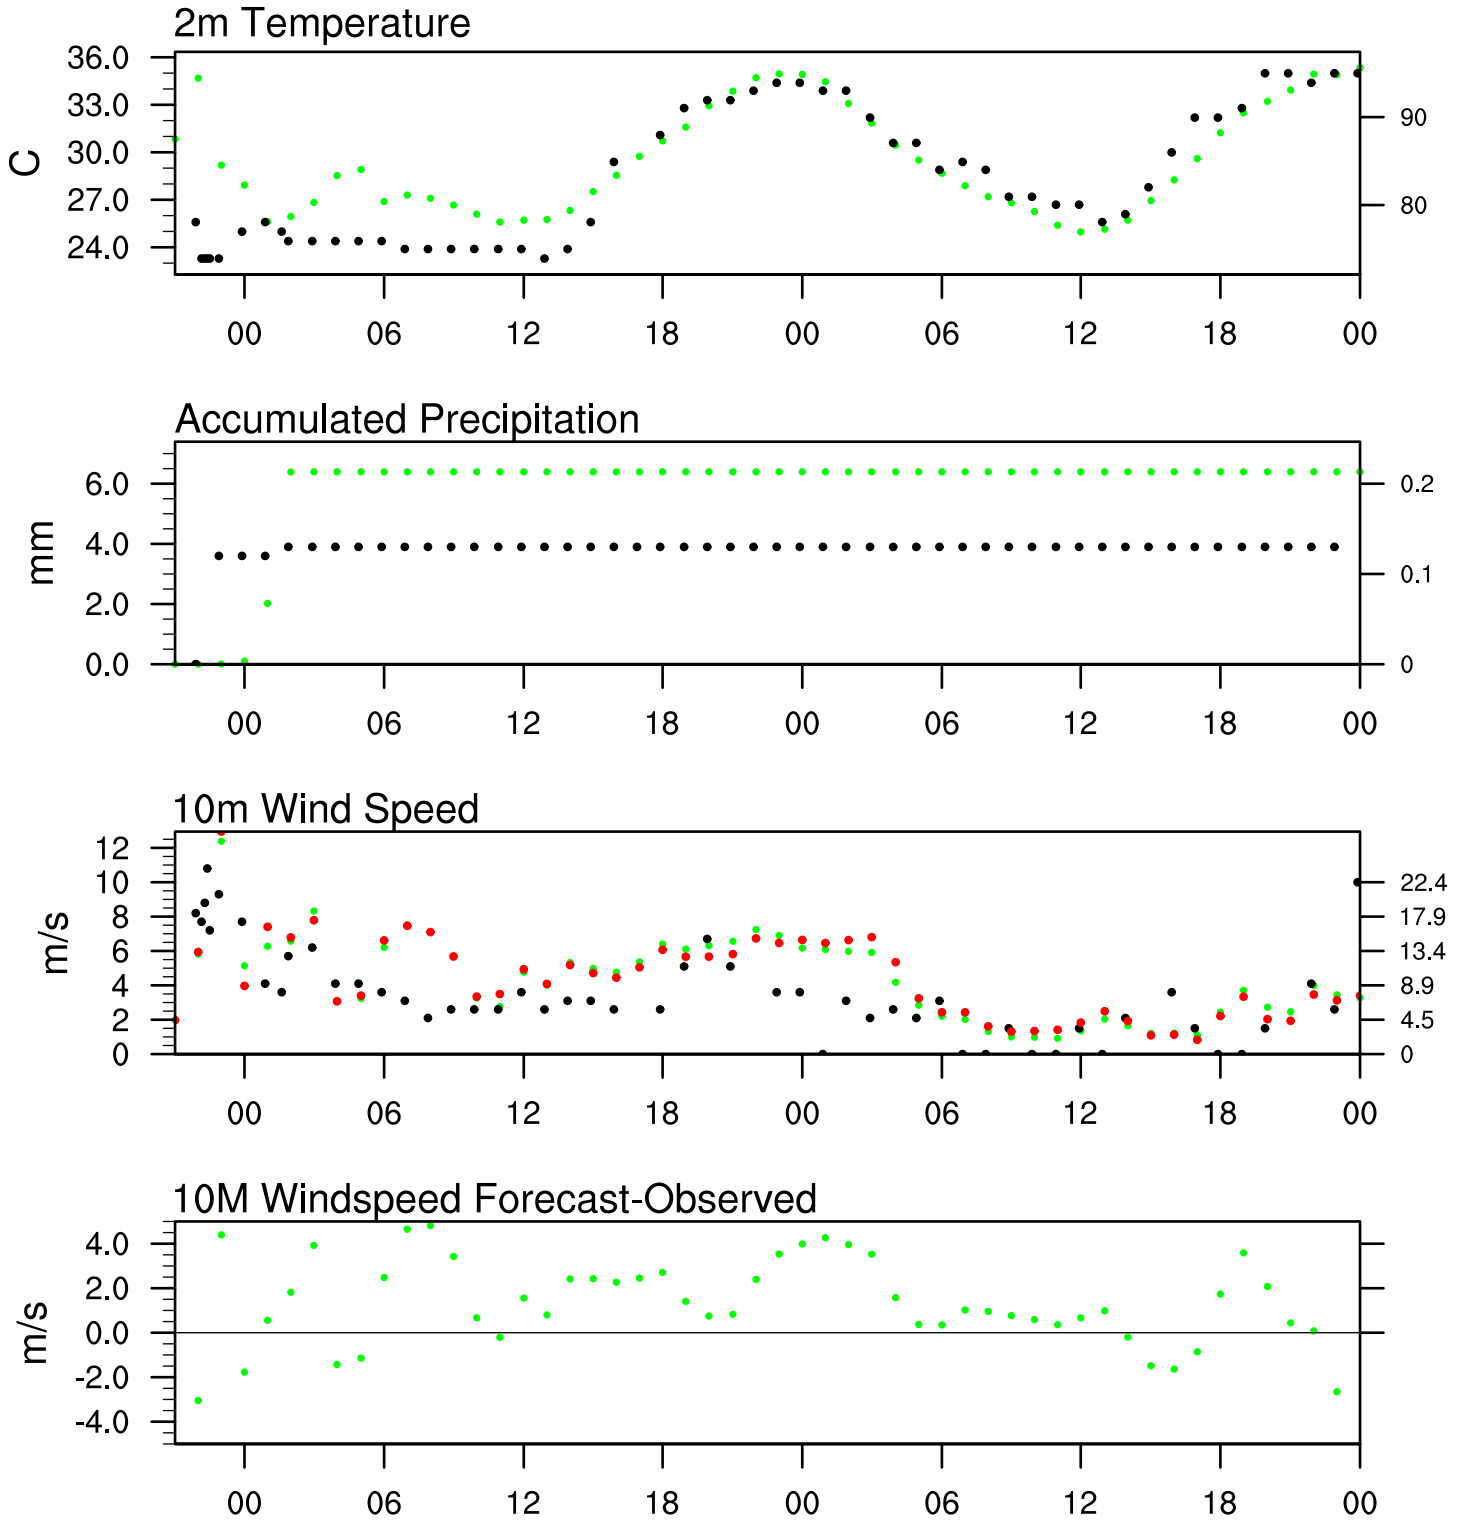 2m Temperature
36.0
33.0
30.0
27.0
24.0
C
90
80
00 06 12 18 00 06 12 18 00
Accumulated Precipitation
6.0
4.0
2.0
0.0
mm
0.2
0.1
0
00 06 12 18 00 06 12 18 00
10m Wind Speed
12
10
8
6
4
2
0
m/s
22.4
17.9
13.4
8.9
4.5
0
00 06 12 18 00 06 12 18 00
10M Windspeed Forecast-Observed
4.0
2.0
0.0
-2.0
-4.0
m/s
00 06 12 18 00 06 12 18 00